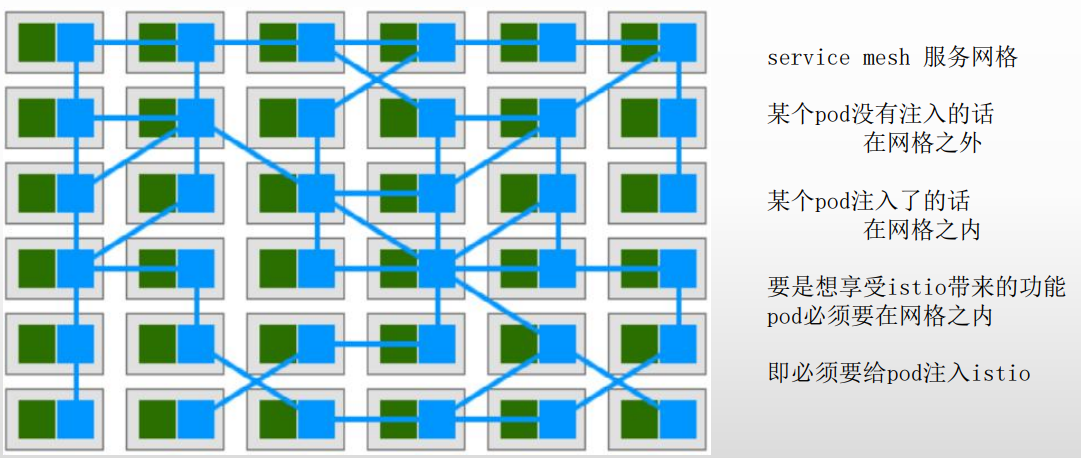 service mesh 服务网格
某个pod没有注入的话
在网格之外
某个pod注入了的话
在网格之内
要是想享受istio带来的功能
pod必须要在网格之内
即必须要给pod注入istio